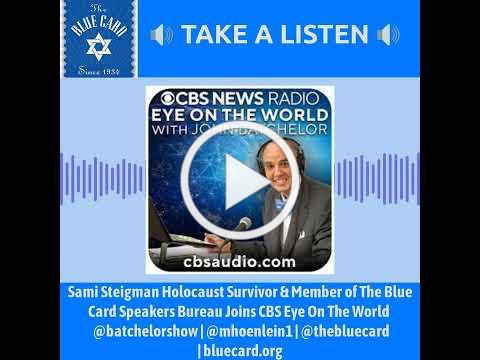 The
BLUE CARD
Since 1934
TAKE A LISTEN
CBS NEWS RADIO
EYE ON THE WORLD
WITH JOHN BATCHELOR
cbsaudio.com
Sami Steigman Holocaust Survivor & Member of The Blue
Card Speakers Bureau Joins CBS Eye On The World
@batchelorshow | @mhoenlein1 | @thebluecard
| bluecard.org